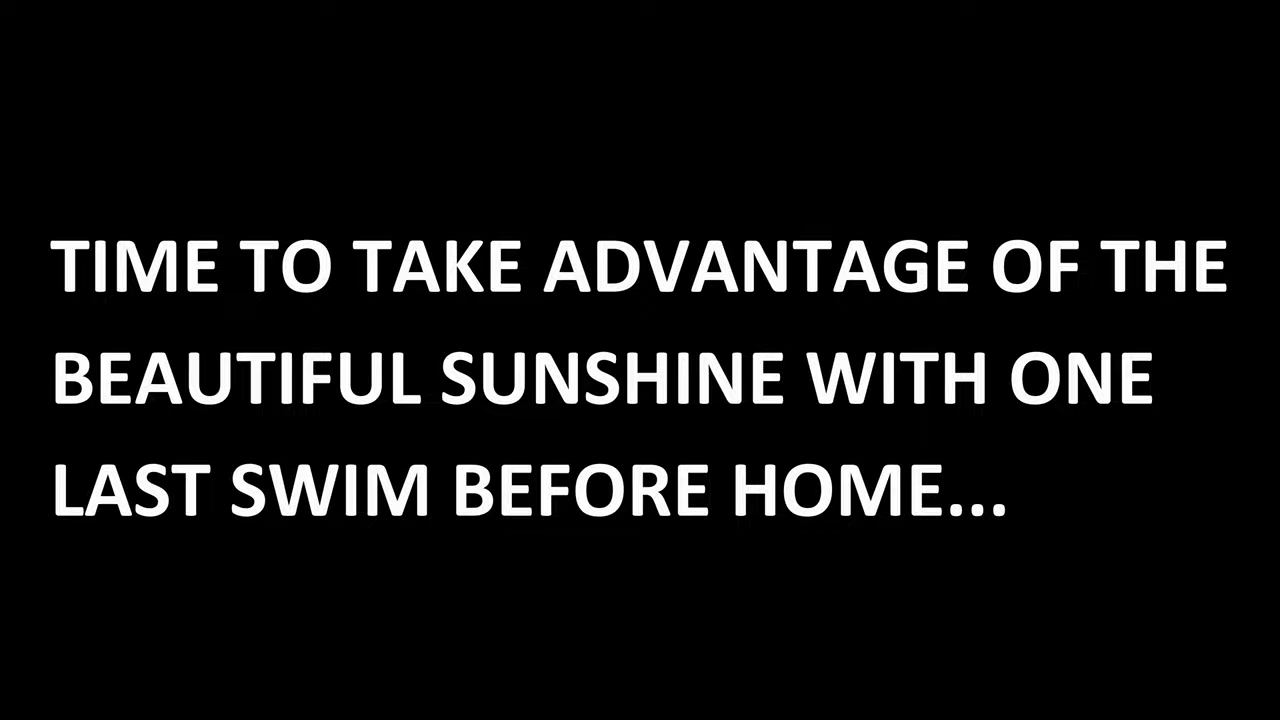 TIME TO TAKE ADVANTAGE OF THE
BEAUTIFUL SUNSHINE WITH ONE
LAST SWIM BEFORE HOME...